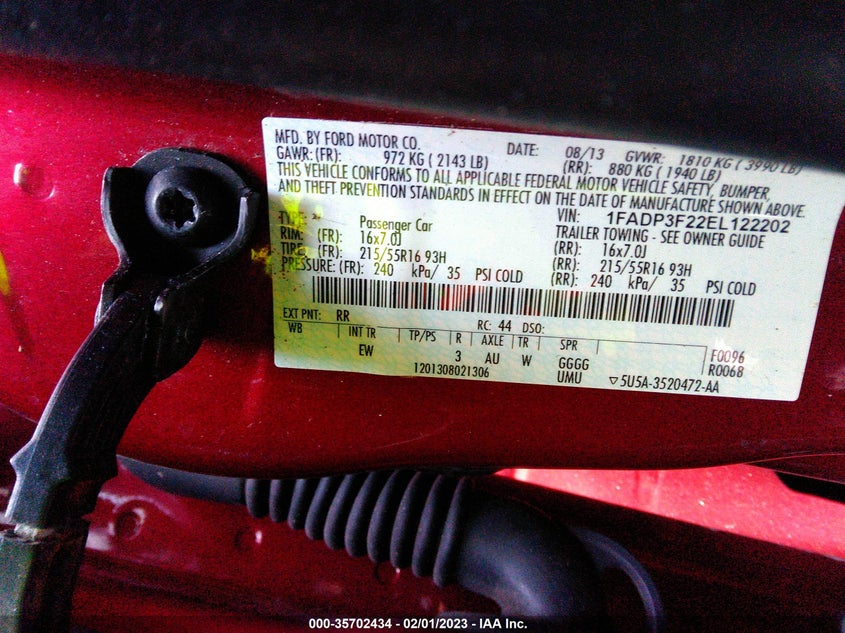 MFD. BY FORD MOTOR CO. DATE: 08/13 GVWR: 1810 KG ( 3990 LB)
GAWR: (FR): 972 KG ( 2143 LB) (RR): 880 KG ( 1940 LB)
THIS VEHICLE CONFORMS TO ALL APPLICABLE FEDERAL MOTOR VEHICLE SAFETY, BUMPER,
AND THEFT PREVENTION STANDARDS IN EFFECT ON THE DATE OF MANUFACTURE SHOWN ABOVE.
VIN: 1FADP3F22EL122202
TYPE: Passenger Car TRAILER TOWING - SEE OWNER GUIDE
RIM: (FR): 16x7.0J (RR): 16x7.0J
TIRE: (FR): 215/55R16 93H (RR): 215/55R16 93H
PRESSURE: (FR): 240 kPa/ 35 PSI COLD (RR): 240 kPa/ 35 PSI COLD
EXT PNT: RR RC: 44 DSO:
WB INT TR TP/PS R AXLE TR SPR
EW 3 AU W GGGG F0096
1201308021306 UMU R0068
▽5U5A-3520472-AA
000-35702434 - 02/01/2023 - IAA Inc.